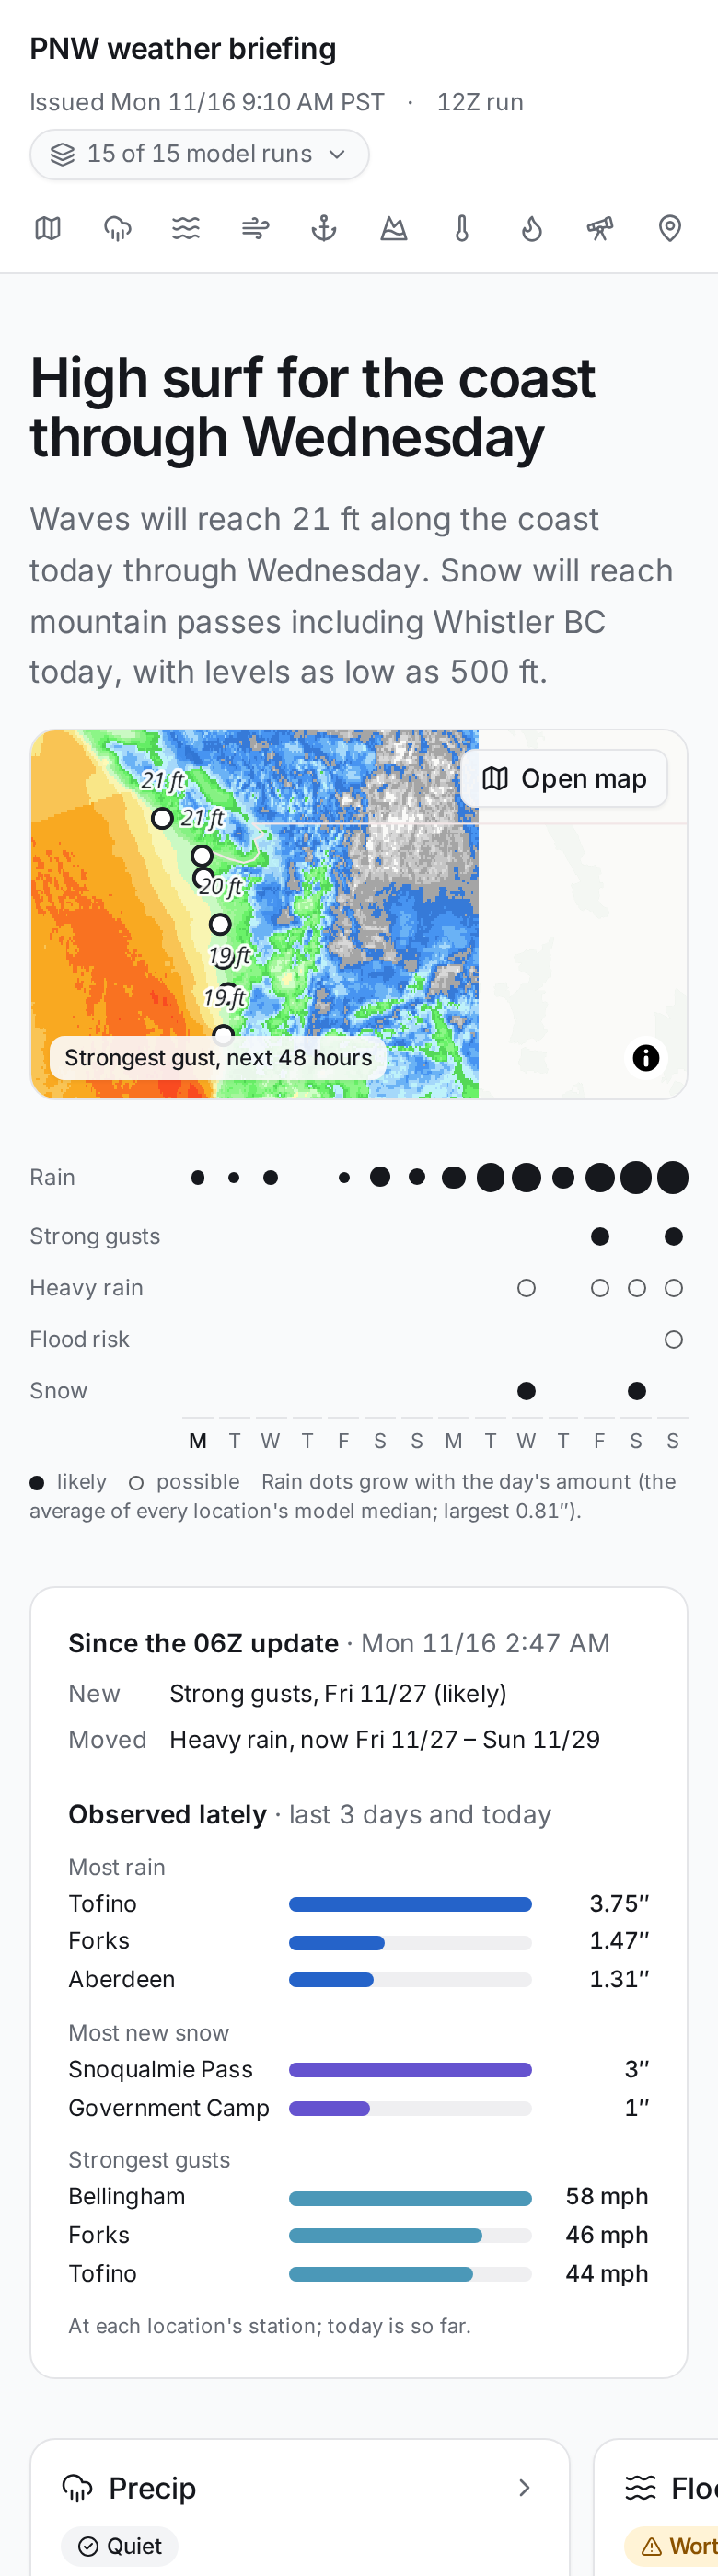 PNW weather briefing
Issued Mon 11/16 9:10 AM PST · 12Z run
15 of 15 model runs
High surf for the coast
through Wednesday
Waves will reach 21 ft along the coast
today through Wednesday. Snow will reach
mountain passes including Whistler BC
today, with levels as low as 500 ft.
Open map
21 ft
21 ft
20 ft
19 ft
19 ft
Strongest gust, next 48 hours
Rain
Strong gusts
Heavy rain
Flood risk
Snow
M T W T F S S M T W T F S S
likely possible Rain dots grow with the day's amount (the
average of every location's model median; largest 0.81″).
Since the 06Z update · Mon 11/16 2:47 AM
New Strong gusts, Fri 11/27 (likely)
Moved Heavy rain, now Fri 11/27 – Sun 11/29
Observed lately · last 3 days and today
Most rain
Tofino 3.75″
Forks 1.47″
Aberdeen 1.31″
Most new snow
Snoqualmie Pass 3″
Government Camp 1″
Strongest gusts
Bellingham 58 mph
Forks 46 mph
Tofino 44 mph
At each location's station; today is so far.
Precip
Quiet